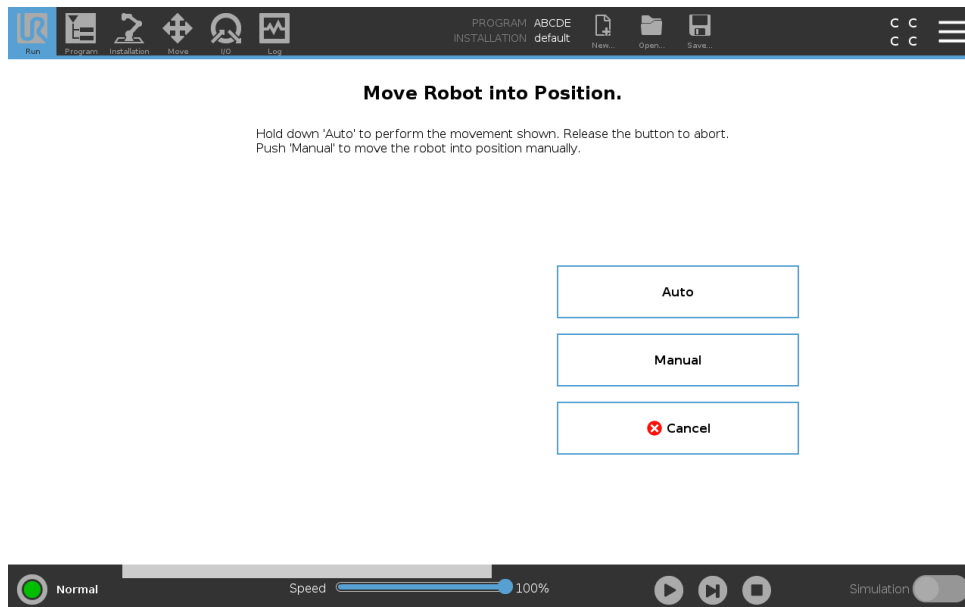 UR
Run
Program
Installation
Move
I/O
Log
PROGRAM ABCDE
INSTALLATION default
New...
Open...
Save...
C C
C C
Move Robot into Position.
Hold down 'Auto' to perform the movement shown. Release the button to abort.
Push 'Manual' to move the robot into position manually.
Auto
Manual
Cancel
Normal
Speed 100%
Simulation